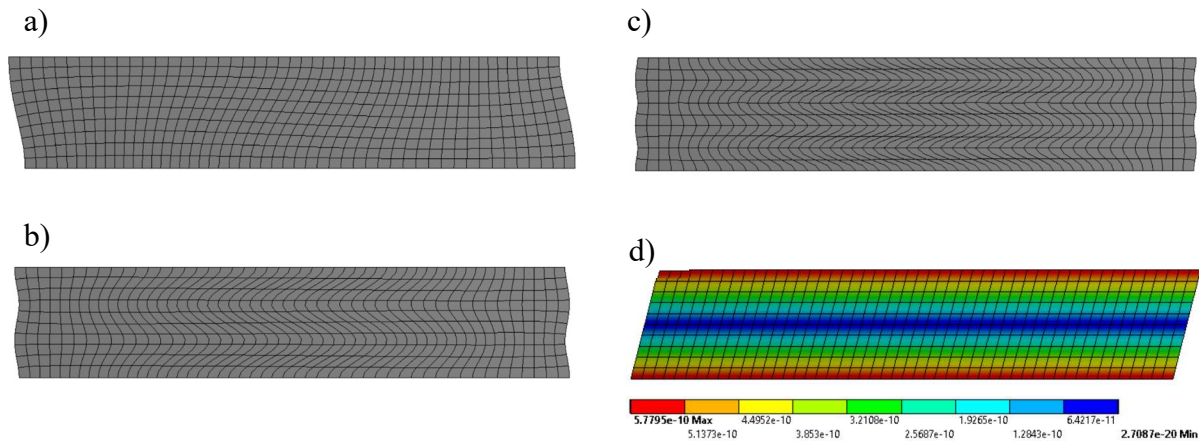 a)
c)
b)
d)
5.7795e-10 Max
4.4952e-10
3.2108e-10
1.9265e-10
6.4217e-11
5.1373e-10
3.853e-10
2.5687e-10
1.2843e-10
2.7087e-20 Min